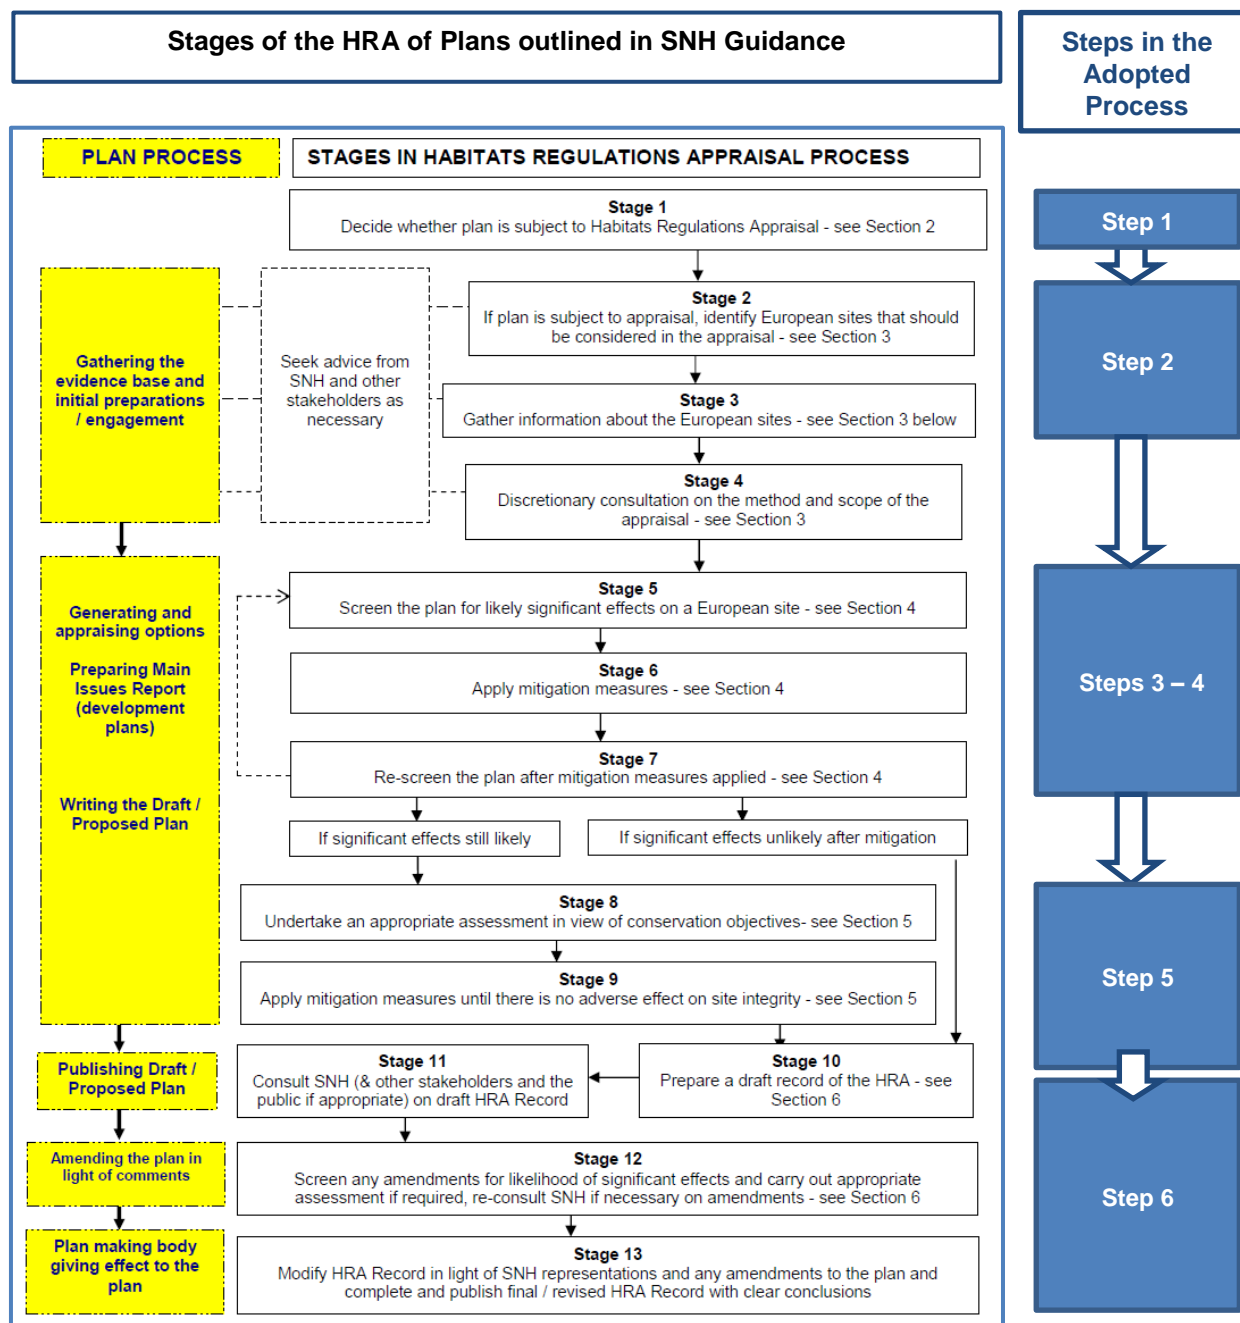 Stages of the HRA of Plans outlined in SNH Guidance
Steps in the
Adopted
Process
PLAN PROCESS
STAGES IN HABITATS REGULATIONS APPRAISAL PROCESS
Stage 1
Decide whether plan is subject to Habitats Regulations Appraisal - see Section 2
Step 1
Gathering the
evidence base and
initial preparations
/ engagement
Seek advice from
SNH and other
stakeholders as
necessary
Stage 2
If plan is subject to appraisal, identify European sites that should
be considered in the appraisal - see Section 3
Stage 3
Gather information about the European sites - see Section 3 below
Stage 4
Discretionary consultation on the method and scope of the
appraisal - see Section 3
Step 2
Generating and
appraising options
Preparing Main
Issues Report
(development
plans)
Writing the Draft /
Proposed Plan
Stage 5
Screen the plan for likely significant effects on a European site - see Section 4
Stage 6
Apply mitigation measures - see Section 4
Stage 7
Re-screen the plan after mitigation measures applied - see Section 4
If significant effects still likely
If significant effects unlikely after mitigation
Steps 3 – 4
Stage 8
Undertake an appropriate assessment in view of conservation objectives- see Section 5
Stage 9
Apply mitigation measures until there is no adverse effect on site integrity - see Section 5
Step 5
Publishing Draft /
Proposed Plan
Stage 11
Consult SNH (& other stakeholders and the
public if appropriate) on draft HRA Record
Stage 10
Prepare a draft record of the HRA - see
Section 6
Amending the plan in
light of comments
Stage 12
Screen any amendments for likelihood of significant effects and carry out appropriate
assessment if required, re-consult SNH if necessary on amendments - see Section 6
Step 6
Plan making body
giving effect to the
plan
Stage 13
Modify HRA Record in light of SNH representations and any amendments to the plan and
complete and publish final / revised HRA Record with clear conclusions